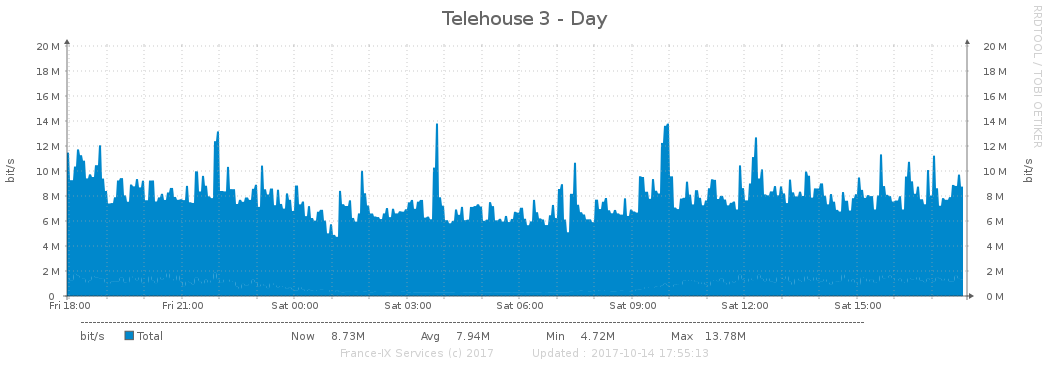 Telehouse 3 - Day
RRDTOOL / TOBI OETIKER
20 M 20 M
18 M 18 M
16 M 16 M
14 M 14 M
12 M 12 M
10 M 10 M
8 M 8 M
6 M 6 M
4 M 4 M
2 M 2 M
0 0 M
bit/s bit/s
Fri 18:00 Fri 21:00 Sat 00:00 Sat 03:00 Sat 06:00 Sat 09:00 Sat 12:00 Sat 15:00
bit/s Total Now 8.73M Avg 7.94M Min 4.72M Max 13.78M
France-IX Services (c) 2017 Updated : 2017-10-14 17:55:13